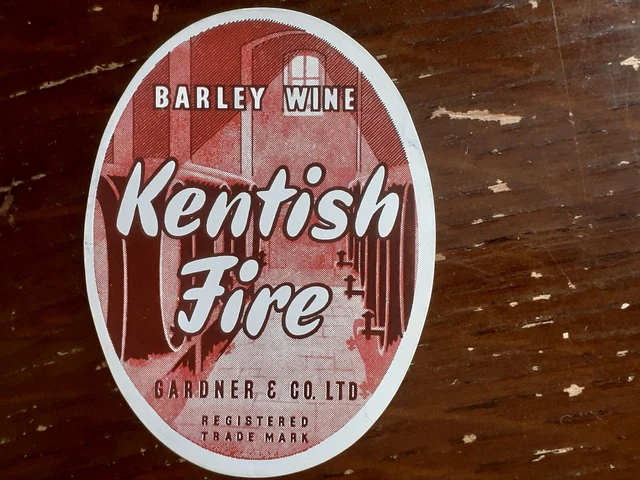 BARLEY WINE
Kentish
Fire
GARDNER & CO. LTD
REGISTERED
TRADE MARK